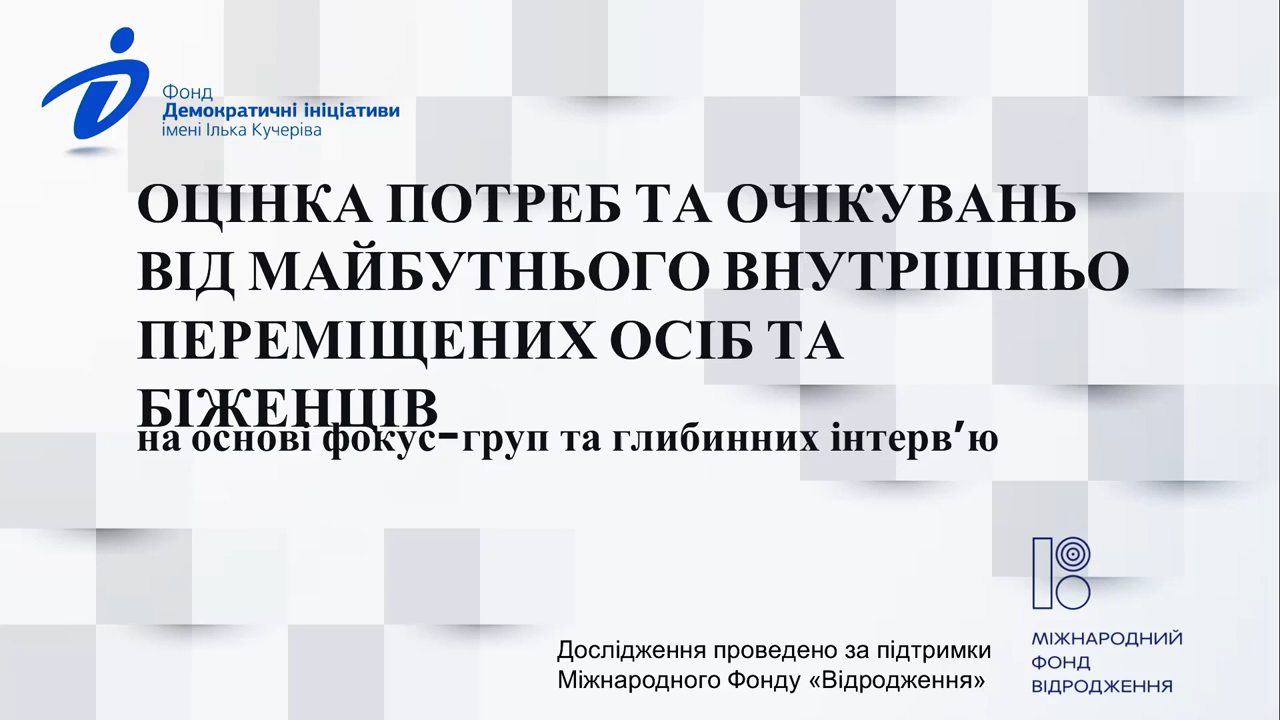 Фонд
Демократичні ініціативи
імені Ілька Кучеріва
ОЦІНКА ПОТРЕБ ТА ОЧІКУВАНЬ
ВІД МАЙБУТНЬОГО ВНУТРІШНЬО
ПЕРЕМІЩЕНИХ ОСІБ ТА
БІЖЕНЦІВ
на основі фокус-груп та глибинних інтерв’ю
Дослідження проведено за підтримки
Міжнародного Фонду «Відродження»
МІЖНАРОДНИЙ
ФОНД
ВІДРОДЖЕННЯ